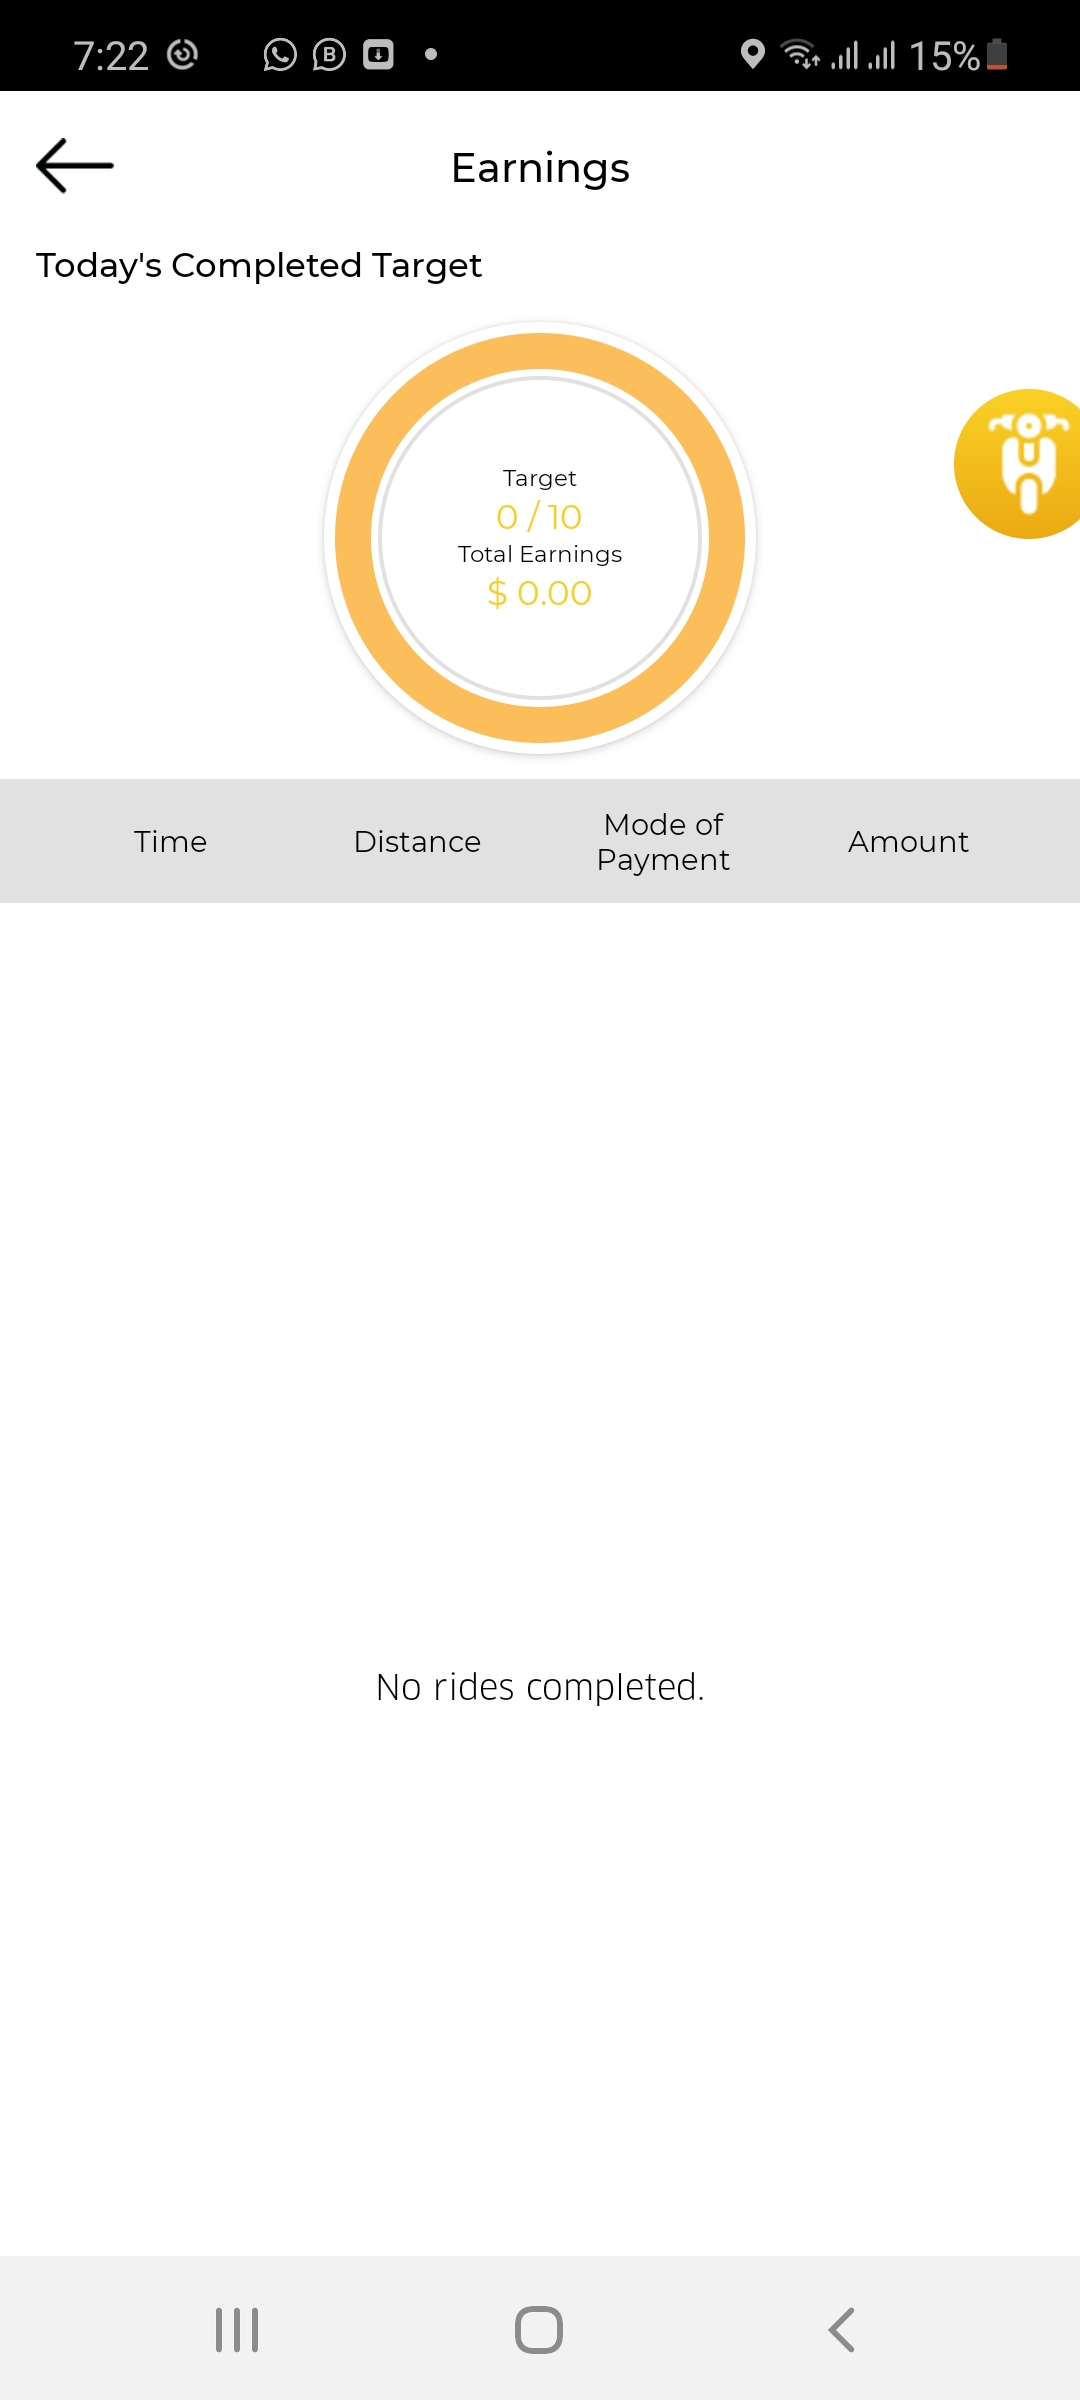 7:22
15%
Earnings
Today's Completed Target
Target
0 / 10
Total Earnings
$ 0.00
Time
Distance
Mode of
Payment
Amount
No rides completed.